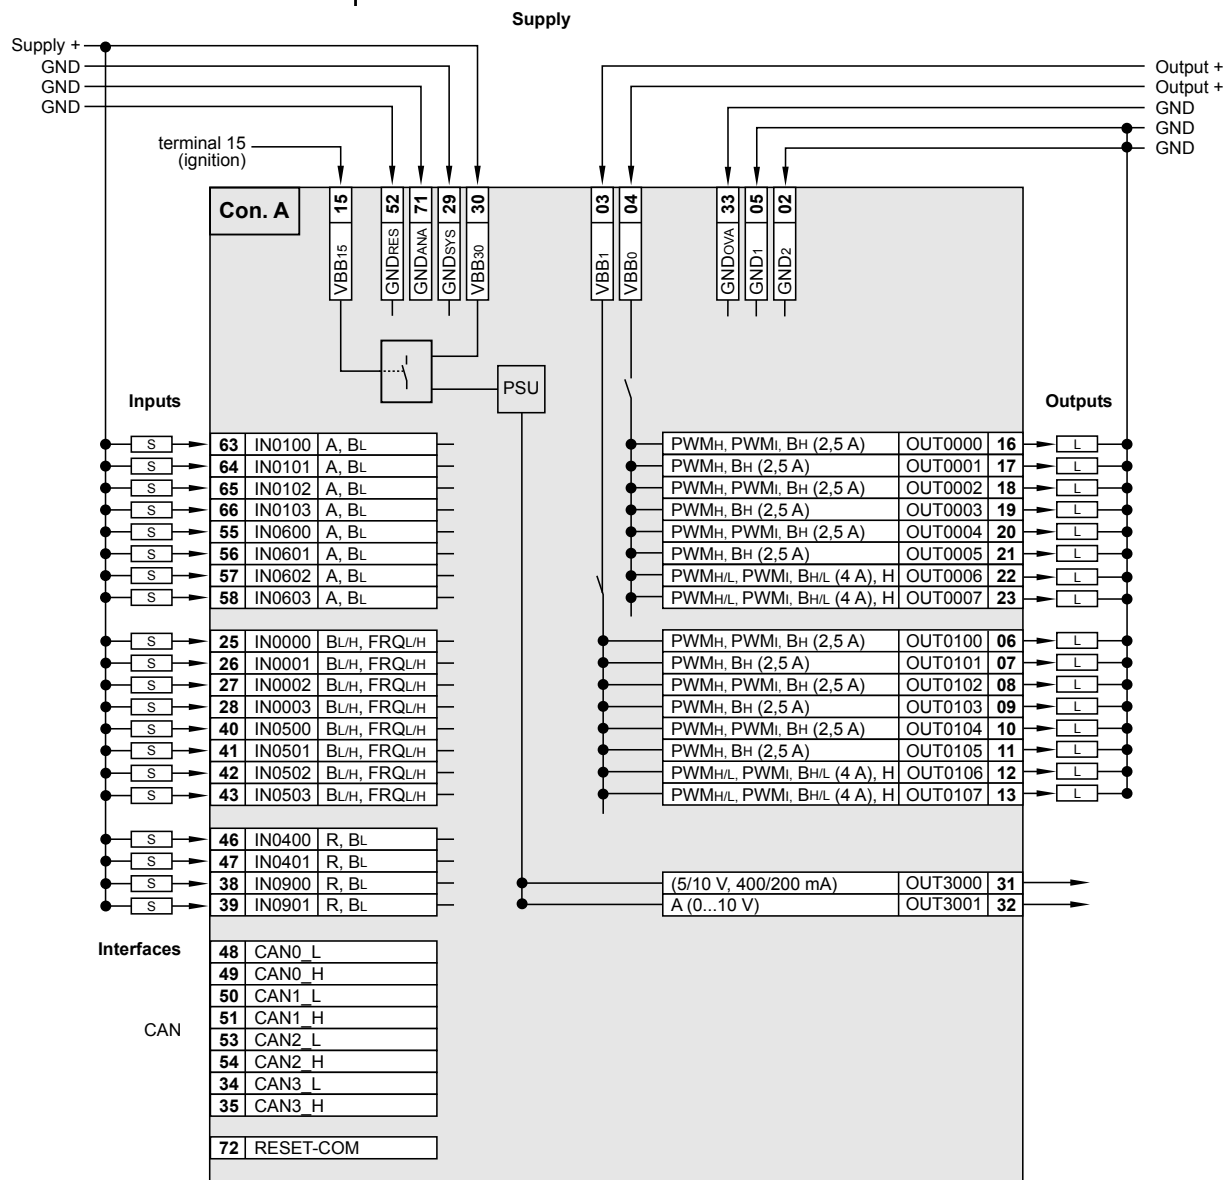 Supply
Supply +
GND
GND
GND
Output +
Output +
GND
GND
GND
terminal 15
(ignition)
Con. A
15 VBB15
52 GNDRES
71 GNDANA
29 GNDSYS
30 VBB30
03 VBB1
04 VBB0
33 GNDOVA
05 GND1
02 GND2
PSU
Inputs
Outputs
S 63 IN0100 A, BL
S 64 IN0101 A, BL
S 65 IN0102 A, BL
S 66 IN0103 A, BL
S 55 IN0600 A, BL
S 56 IN0601 A, BL
S 57 IN0602 A, BL
S 58 IN0603 A, BL
S 25 IN0000 BL/H, FRQL/H
S 26 IN0001 BL/H, FRQL/H
S 27 IN0002 BL/H, FRQL/H
S 28 IN0003 BL/H, FRQL/H
S 40 IN0500 BL/H, FRQL/H
S 41 IN0501 BL/H, FRQL/H
S 42 IN0502 BL/H, FRQL/H
S 43 IN0503 BL/H, FRQL/H
S 46 IN0400 R, BL
S 47 IN0401 R, BL
S 38 IN0900 R, BL
S 39 IN0901 R, BL
PWMH, PWMI, BH (2,5 A) OUT0000 16 L
PWMH, BH (2,5 A) OUT0001 17 L
PWMH, PWMI, BH (2,5 A) OUT0002 18 L
PWMH, BH (2,5 A) OUT0003 19 L
PWMH, PWMI, BH (2,5 A) OUT0004 20 L
PWMH, BH (2,5 A) OUT0005 21 L
PWMH/L, PWMI, BH/L (4 A), H OUT0006 22 L
PWMH/L, PWMI, BH/L (4 A), H OUT0007 23 L
PWMH, PWMI, BH (2,5 A) OUT0100 06 L
PWMH, BH (2,5 A) OUT0101 07 L
PWMH, PWMI, BH (2,5 A) OUT0102 08 L
PWMH, BH (2,5 A) OUT0103 09 L
PWMH, PWMI, BH (2,5 A) OUT0104 10 L
PWMH, BH (2,5 A) OUT0105 11 L
PWMH/L, PWMI, BH/L (4 A), H OUT0106 12 L
PWMH/L, PWMI, BH/L (4 A), H OUT0107 13 L
(5/10 V, 400/200 mA) OUT3000 31
A (0...10 V) OUT3001 32
Interfaces
CAN
48 CAN0_L
49 CAN0_H
50 CAN1_L
51 CAN1_H
53 CAN2_L
54 CAN2_H
34 CAN3_L
35 CAN3_H
72 RESET-COM